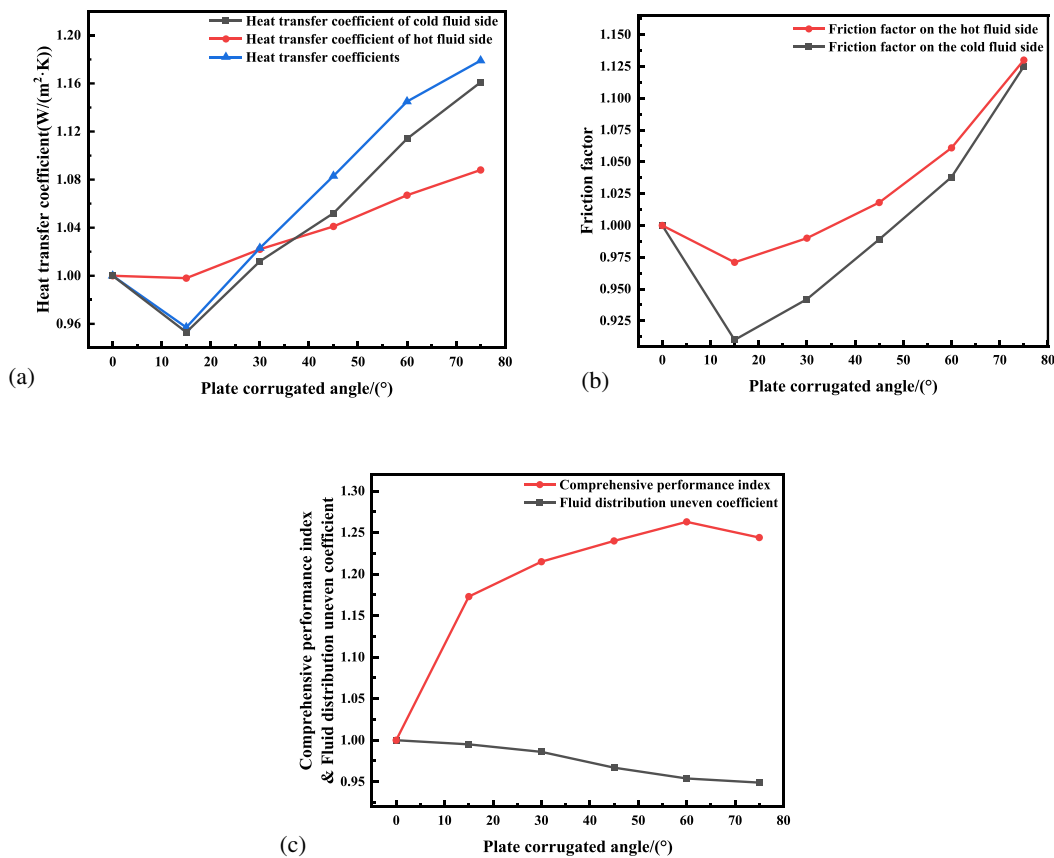 Heat transfer coefficient of cold fluid side
Heat transfer coefficient of hot fluid side
Heat transfer coefficients
Heat transfer coefficient(W/(m²·K)
1.20
1.16
1.12
1.08
1.04
1.00
0.96
0 10 20 30 40 50 60 70 80
Plate corrugated angle/(°)
(a)
Friction factor on the hot fluid side
Friction factor on the cold fluid side
Friction factor
1.150
1.125
1.100
1.075
1.050
1.025
1.000
0.975
0.950
0.925
0 10 20 30 40 50 60 70 80
Plate corrugated angle/(°)
(b)
Comprehensive performance index
Fluid distribution uneven coefficient
Comprehensive performance index
& Fluid distribution uneven coefficient
1.30
1.25
1.20
1.15
1.10
1.05
1.00
0.95
0 10 20 30 40 50 60 70 80
Plate corrugated angle/(°)
(c)